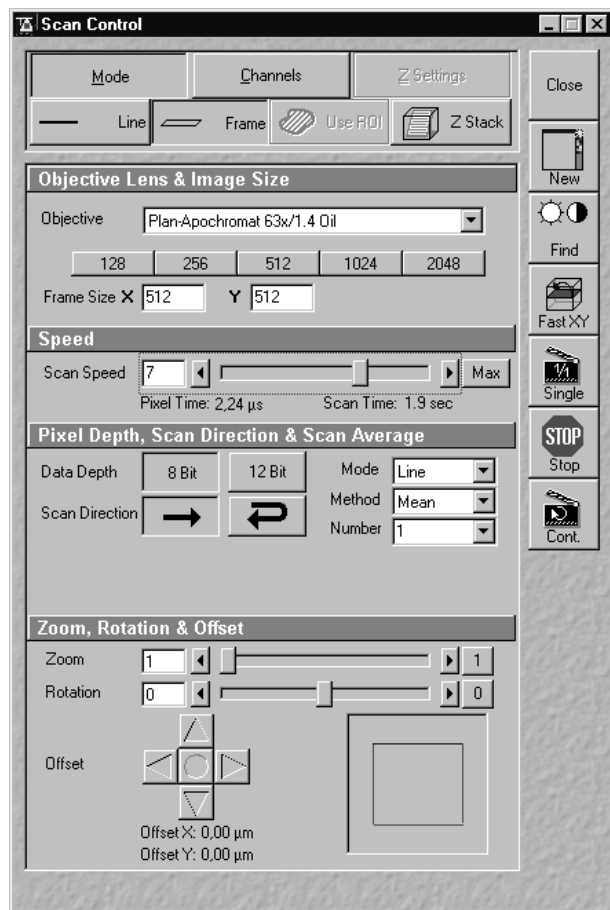 Scan Control
Mode Channels Z Settings
Close
Line Frame Use ROI Z Stack
New
Objective Lens & Image Size
Objective Plan-Apochromat 63x/1.4 Oil
Find
128 256 512 1024 2048
Frame Size X 512 Y 512
Fast XY
Speed
Scan Speed 7 Max
Pixel Time: 2,24 µs Scan Time: 1.9 sec
1/1
Single
Pixel Depth, Scan Direction & Scan Average
STOP
Stop
Data Depth 8 Bit 12 Bit Mode Line
Scan Direction Method Mean
Number 1
Cont.
Zoom, Rotation & Offset
Zoom 1 1
Rotation 0 0
Offset
Offset X: 0,00 µm
Offset Y: 0,00 µm